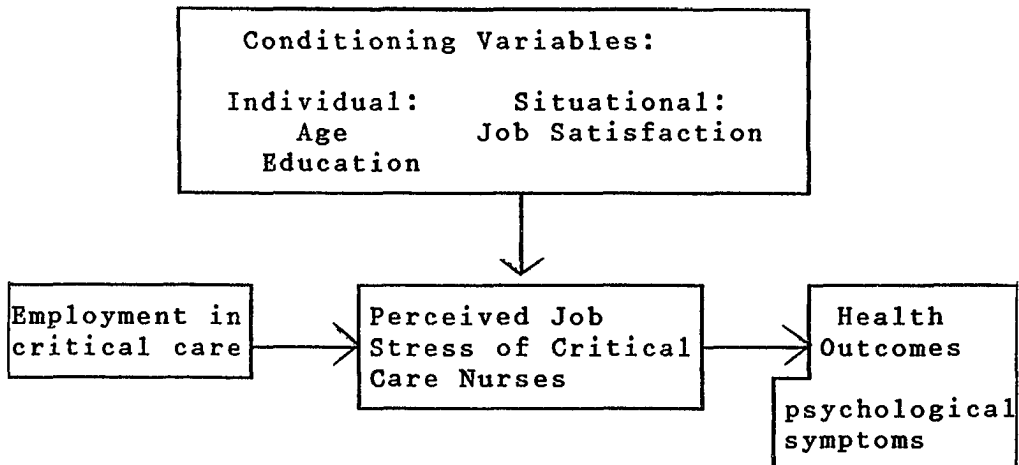 Conditioning Variables:
Individual: Situational:
Age Job Satisfaction
Education
Employment in
critical care
Perceived Job
Stress of Critical
Care Nurses
Health
Outcomes
psychological
symptoms